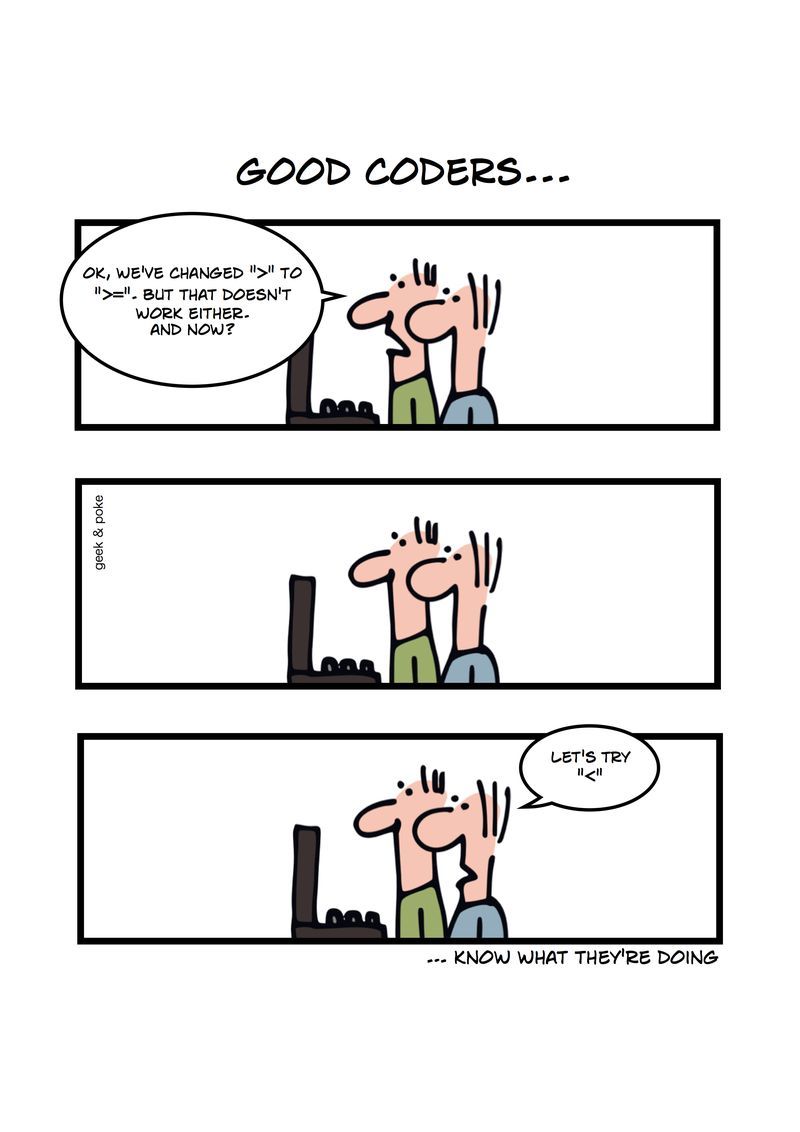 GOOD CODERS...
OK, WE'VE CHANGED ">" TO
">=". BUT THAT DOESN'T
WORK EITHER.
AND NOW?
geek & poke
LET'S TRY
"<"
... KNOW WHAT THEY'RE DOING